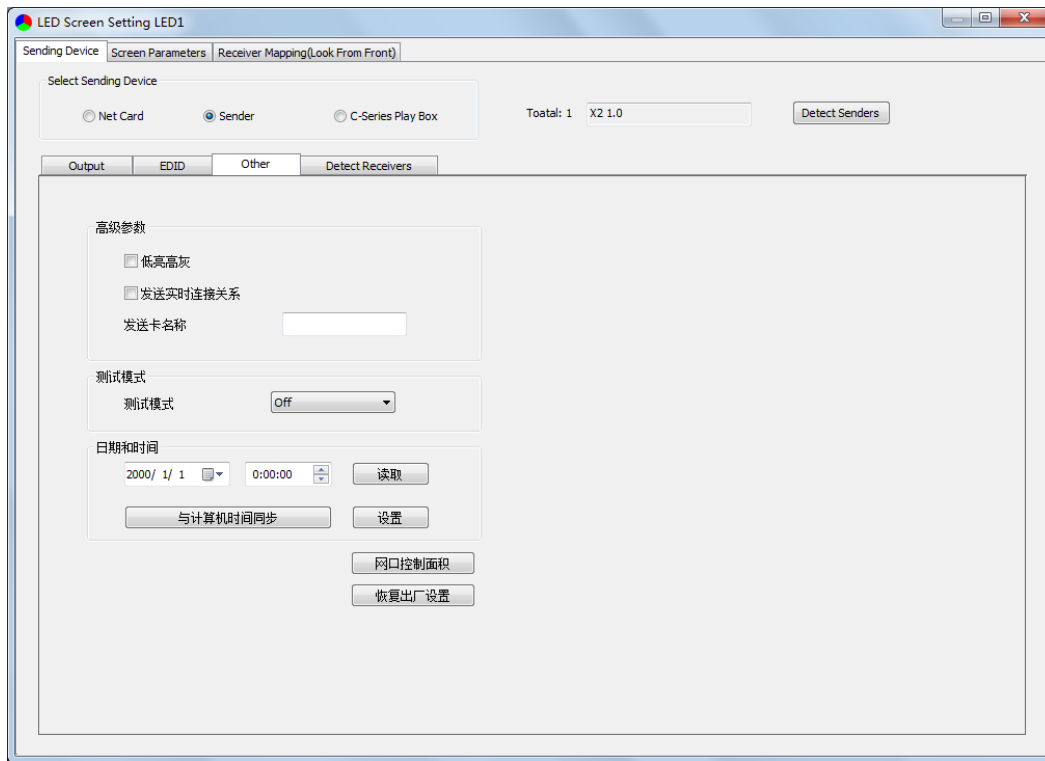 LED Screen Setting LED1
Sending Device Screen Parameters Receiver Mapping(Look From Front)
Select Sending Device
Net Card Sender C-Series Play Box Toatal: 1 X2 1.0 Detect Senders
Output EDID Other Detect Receivers
高级参数
低亮高灰
发送实时连接关系
发送卡名称
测试模式
测试模式 Off
日期和时间
2000/ 1/ 1 0:00:00 读取
与计算机时间同步 设置
网口控制面积
恢复出厂设置